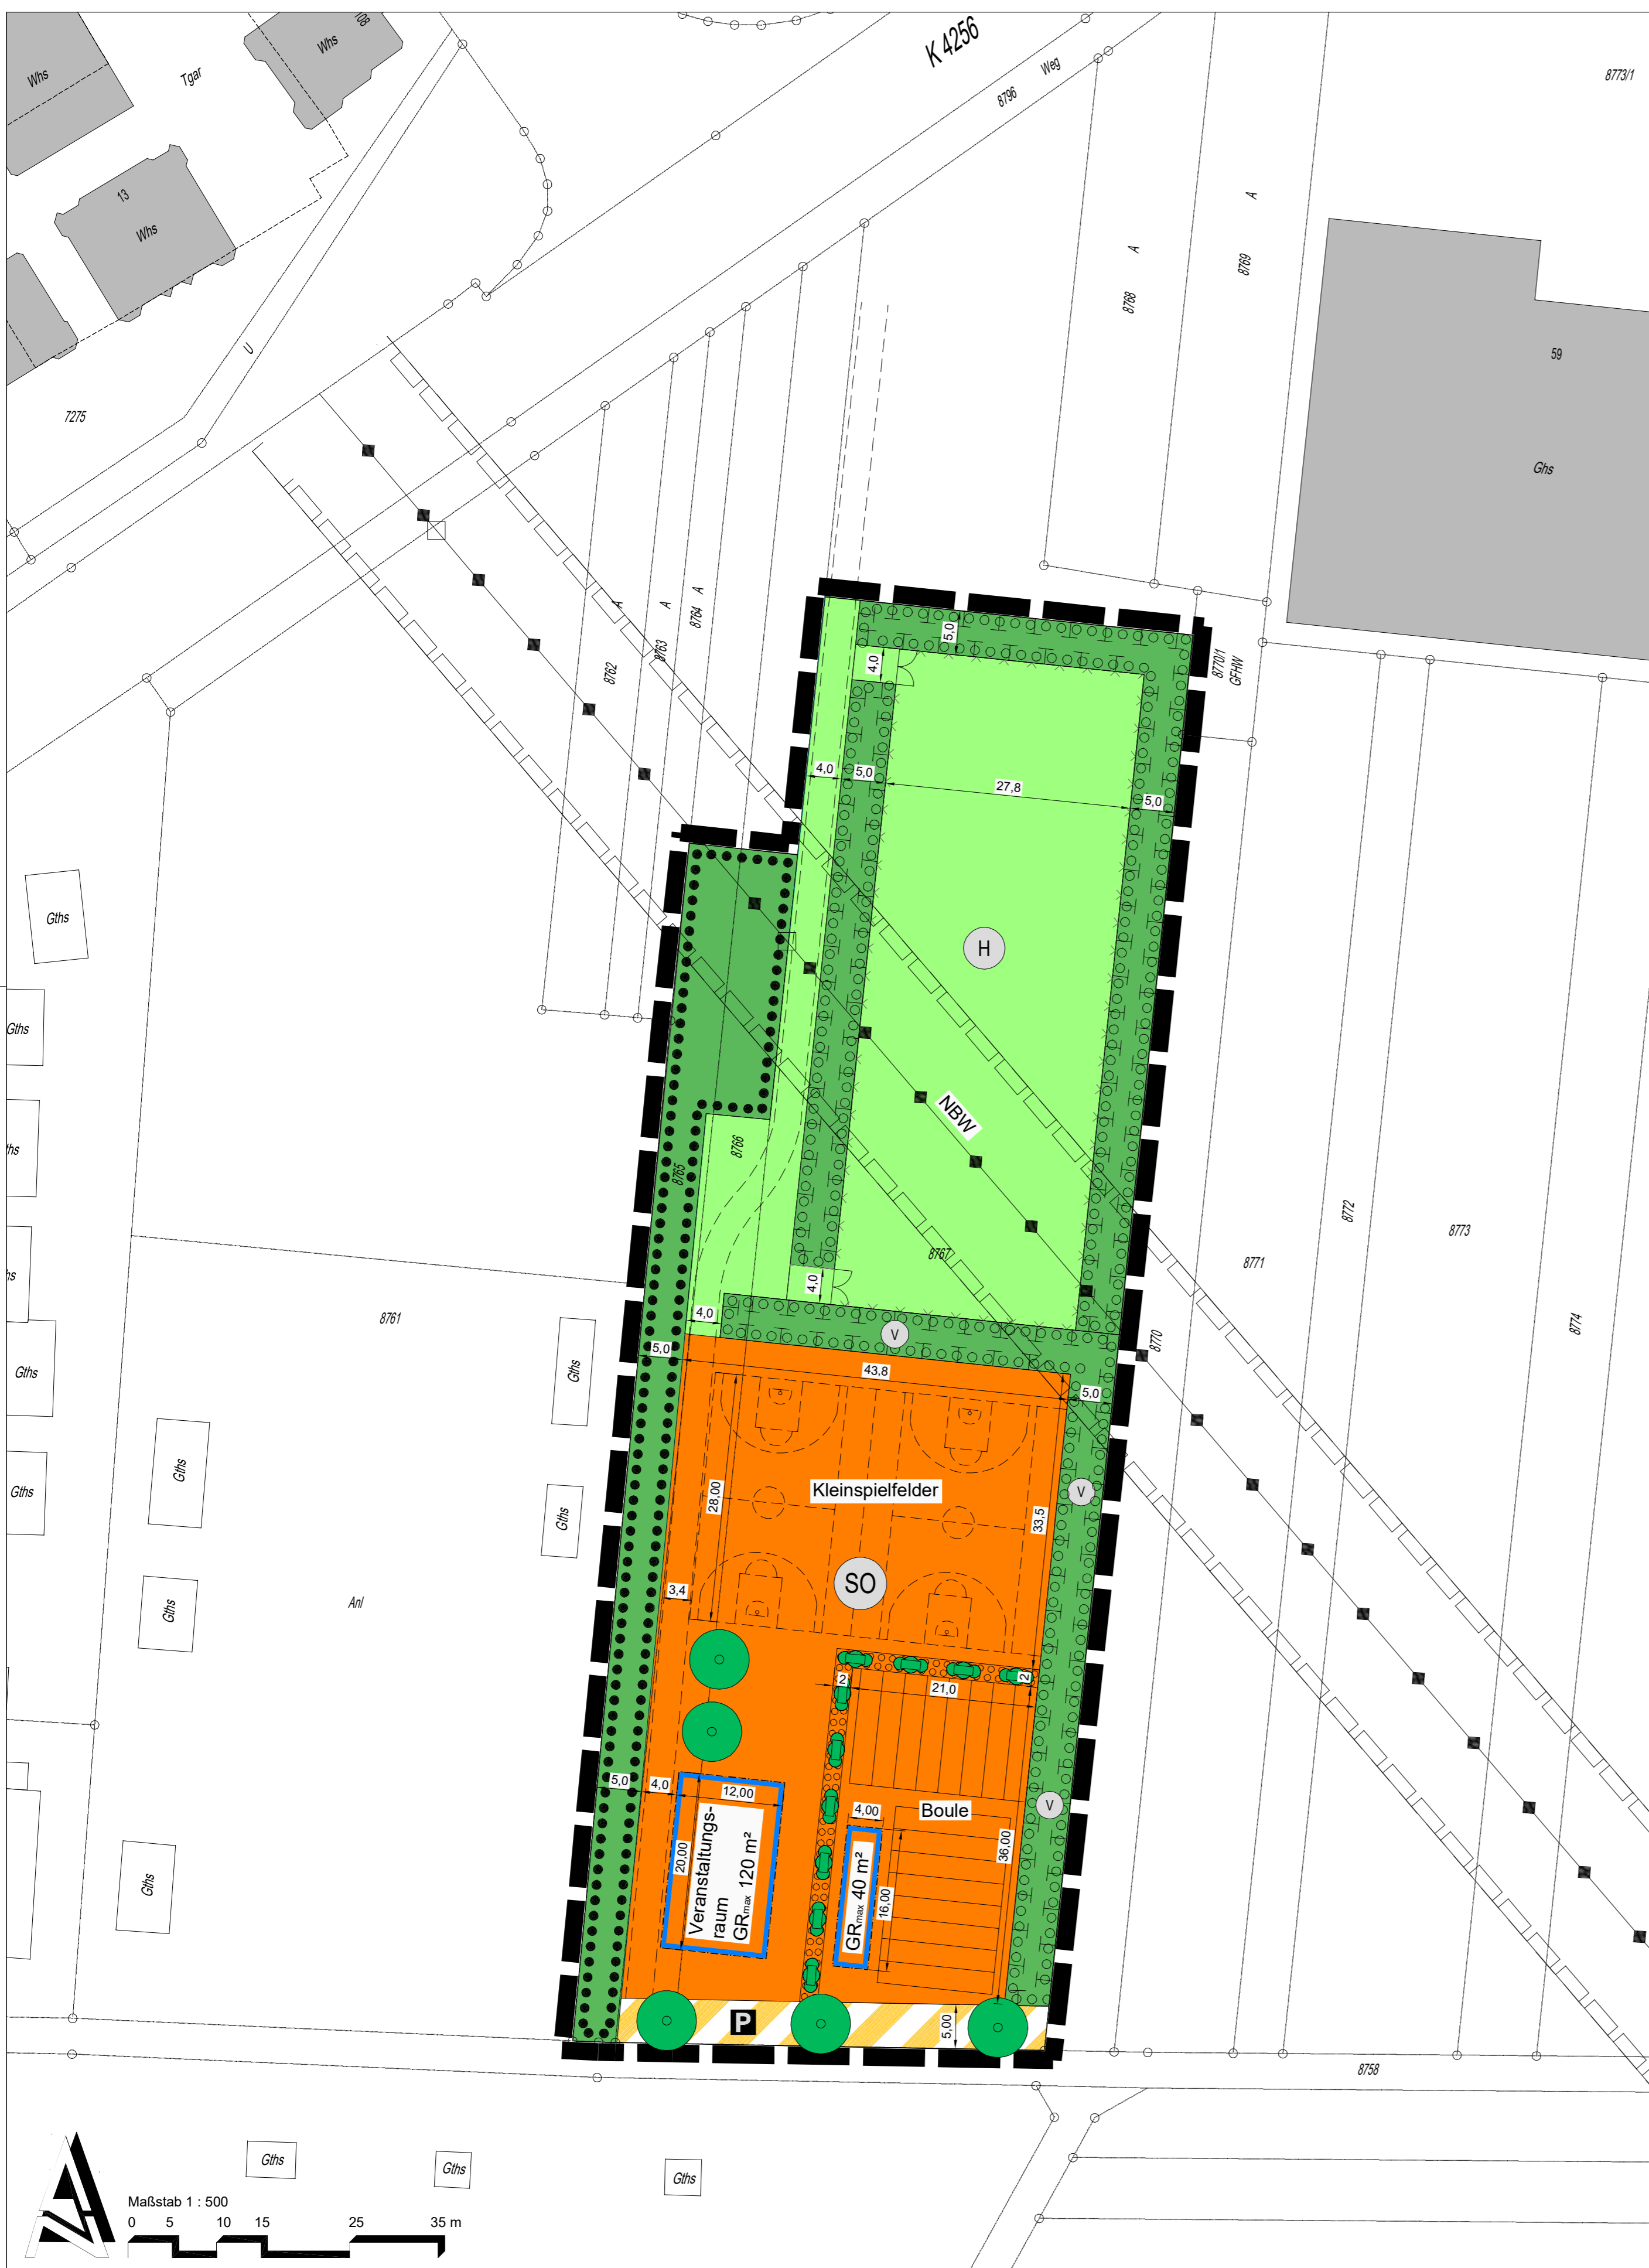 K 4256
Weg
8796
8773/1
Whs
Tgar
Whs
108
13
Whs
U
7275
8768
A
8769
A
59
Ghs
8762
A
8763
A
8764
A
8770/1
GFHW
5,0
4,0
4,0
5,0
27,8
5,0
H
NBW
8765
8766
8767
Gths
Gths
Gths
Gths
Gths
8761
Gths
Gths
Gths
Gths
Anl
Gths
8770
8771
8772
8773
8774
4,0
4,0
V
5,0
43,8
5,0
28,00
Kleinspielfelder
33,5
V
SO
3,4
2
21,0
2
5,0
4,0
12,00
20,00
Veranstaltungs-
raum
GRmax 120 m²
4,00
GRmax 40 m²
16,00
Boule
36,00
V
P
5,00
8758
Gths
Gths
Gths
Maßstab 1 : 500
0 5 10 15 25 35 m